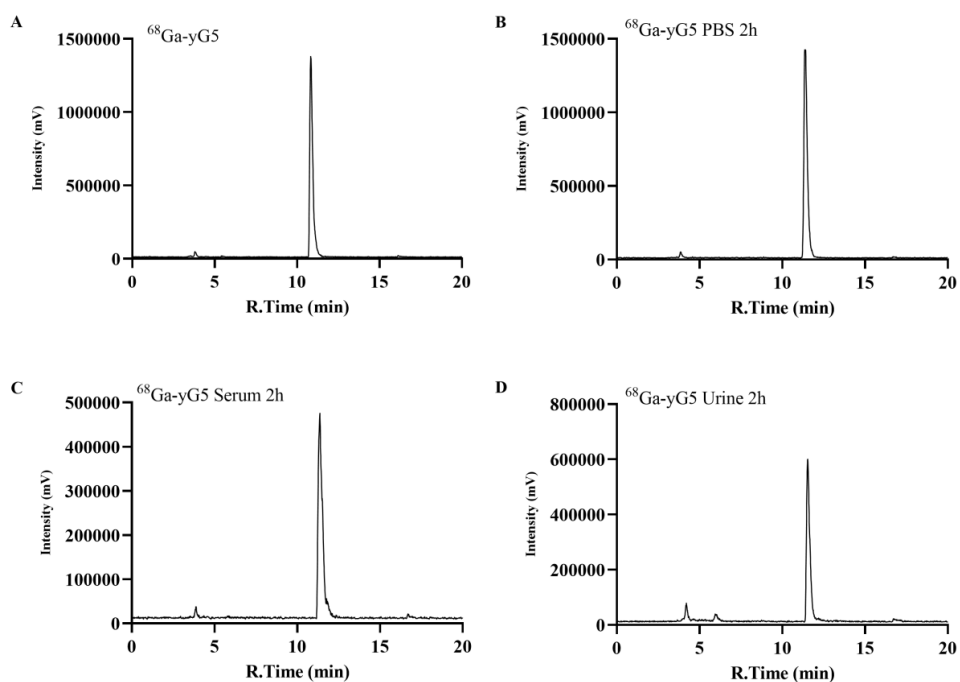 A
⁶⁸Ga-yG5
Intensity (mV)
1500000
1000000
500000
0
0 5 10 15 20
R.Time (min)
B
⁶⁸Ga-yG5 PBS 2h
Intensity (mV)
1500000
1000000
500000
0
0 5 10 15 20
R.Time (min)
C
⁶⁸Ga-yG5 Serum 2h
Intensity (mV)
500000
400000
300000
200000
100000
0
0 5 10 15 20
R.Time (min)
D
⁶⁸Ga-yG5 Urine 2h
Intensity (mV)
800000
600000
400000
200000
0
0 5 10 15 20
R.Time (min)